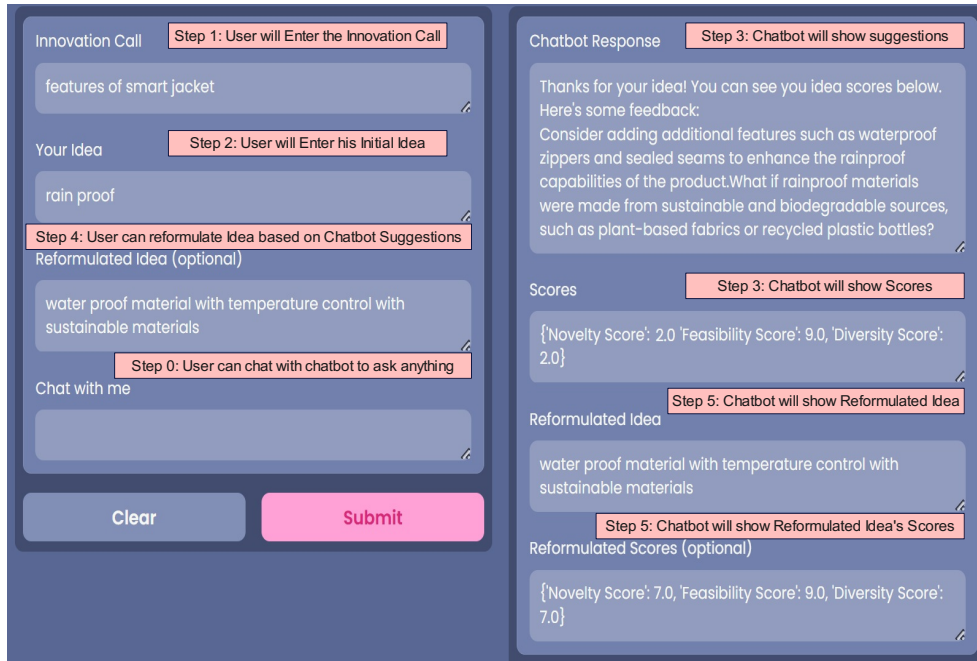 Innovation Call
Step 1: User will Enter the Innovation Call
features of smart jacket
Your Idea
Step 2: User will Enter his Initial Idea
rain proof
Step 4: User can reformulate Idea based on Chatbot Suggestions
Reformulated Idea (optional)
water proof material with temperature control with
sustainable materials
Step 0: User can chat with chatbot to ask anything
Chat with me
Clear
Submit
Chatbot Response
Step 3: Chatbot will show suggestions
Thanks for your idea! You can see you idea scores below.
Here's some feedback:
Consider adding additional features such as waterproof
zippers and sealed seams to enhance the rainproof
capabilities of the product.What if rainproof materials
were made from sustainable and biodegradable sources,
such as plant-based fabrics or recycled plastic bottles?
Scores
Step 3: Chatbot will show Scores
{'Novelty Score': 2.0 'Feasibility Score': 9.0, 'Diversity Score':
2.0}
Step 5: Chatbot will show Reformulated Idea
Reformulated Idea
water proof material with temperature control with
sustainable materials
Step 5: Chatbot will show Reformulated Idea's Scores
Reformulated Scores (optional)
{'Novelty Score': 7.0, 'Feasibility Score': 9.0, 'Diversity Score':
7.0}